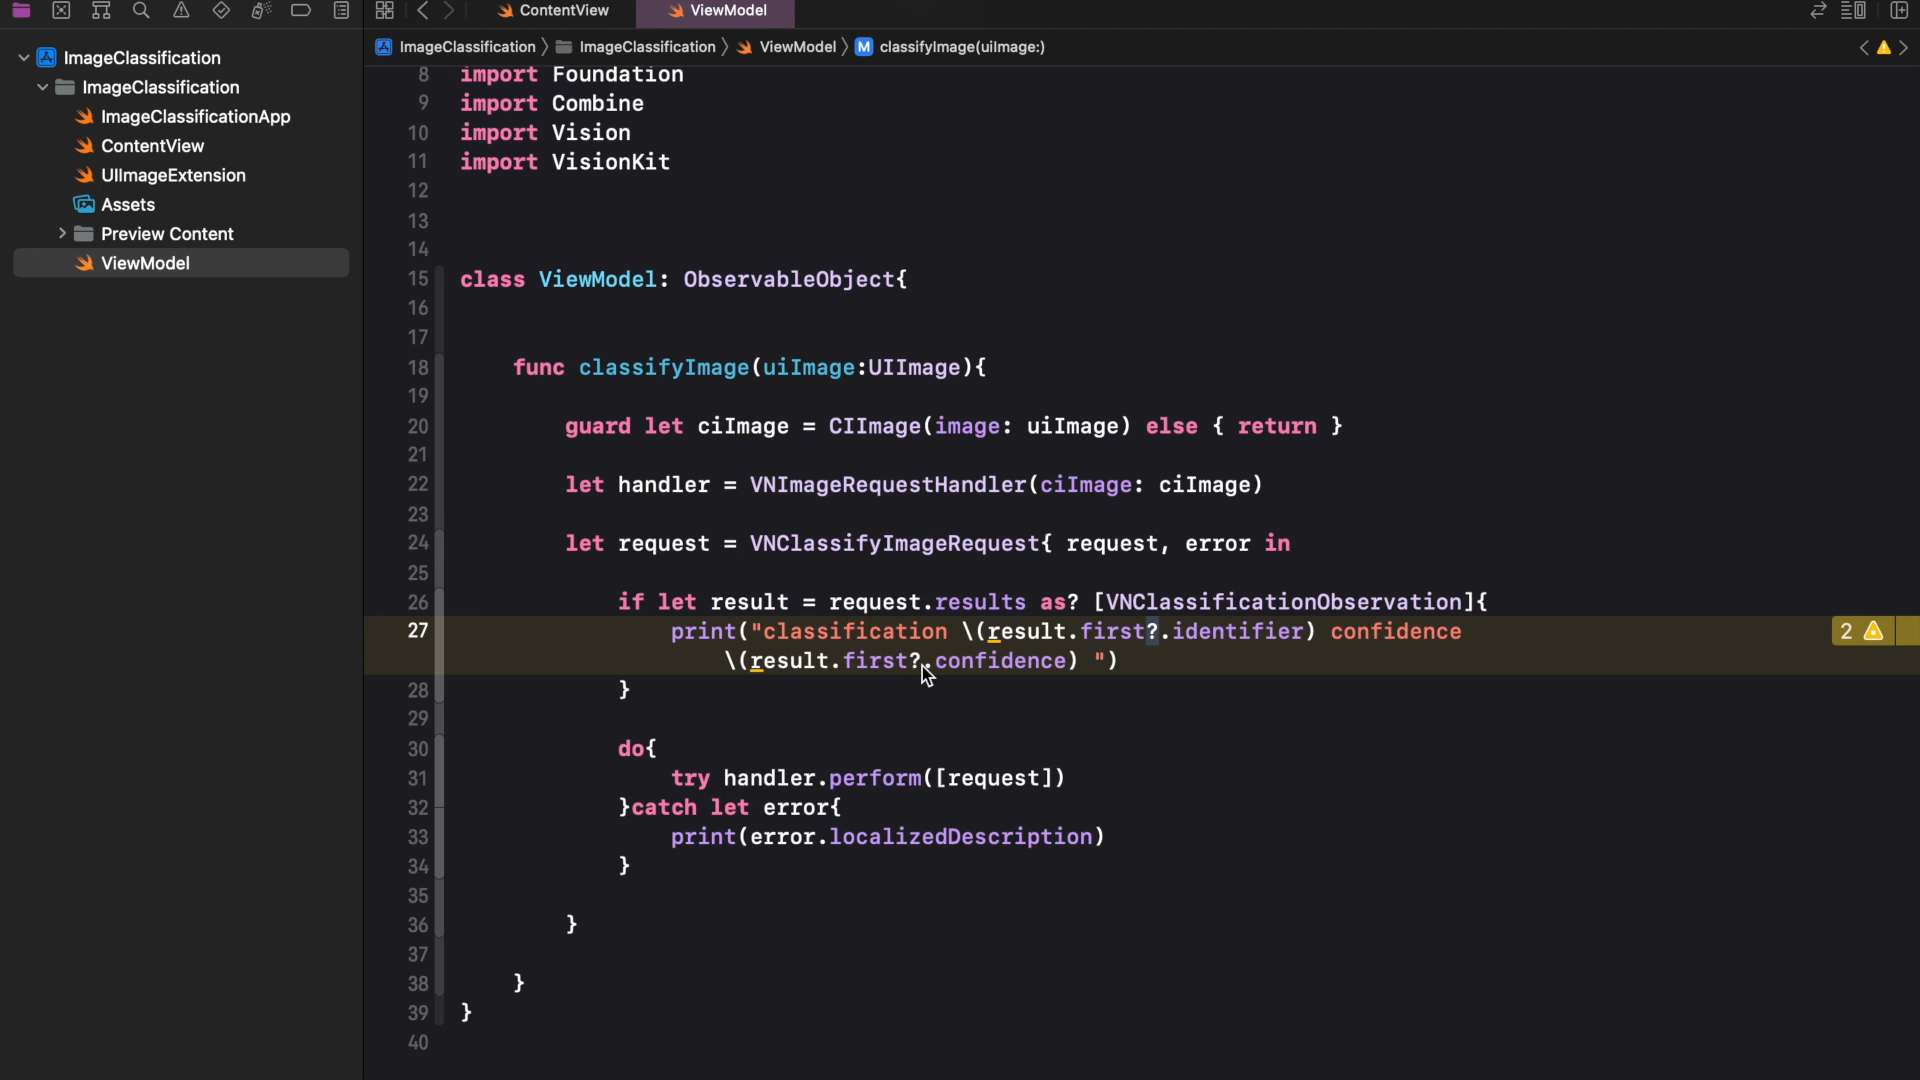 ContentView
ViewModel
ImageClassification
ImageClassification
ViewModel
M
classifyImage(uiImage:)
ImageClassification
ImageClassification
ImageClassificationApp
ContentView
UIImageExtension
Assets
Preview Content
ViewModel
8 import Foundation
9 import Combine
10 import Vision
11 import VisionKit
12
13
14
15 class ViewModel: ObservableObject{
16
17
18 func classifyImage(uiImage:UIImage){
19
20 guard let ciImage = CIImage(image: uiImage) else { return }
21
22 let handler = VNImageRequestHandler(ciImage: ciImage)
23
24 let request = VNClassifyImageRequest{ request, error in
25
26 if let result = request.results as? [VNClassificationObservation]{
27 print("classification \(result.first?.identifier) confidence
2
\(result.first?.confidence) ")
28 }
29
30 do{
31 try handler.perform([request])
32 }catch let error{
33 print(error.localizedDescription)
34 }
35
36 }
37
38 }
39 }
40